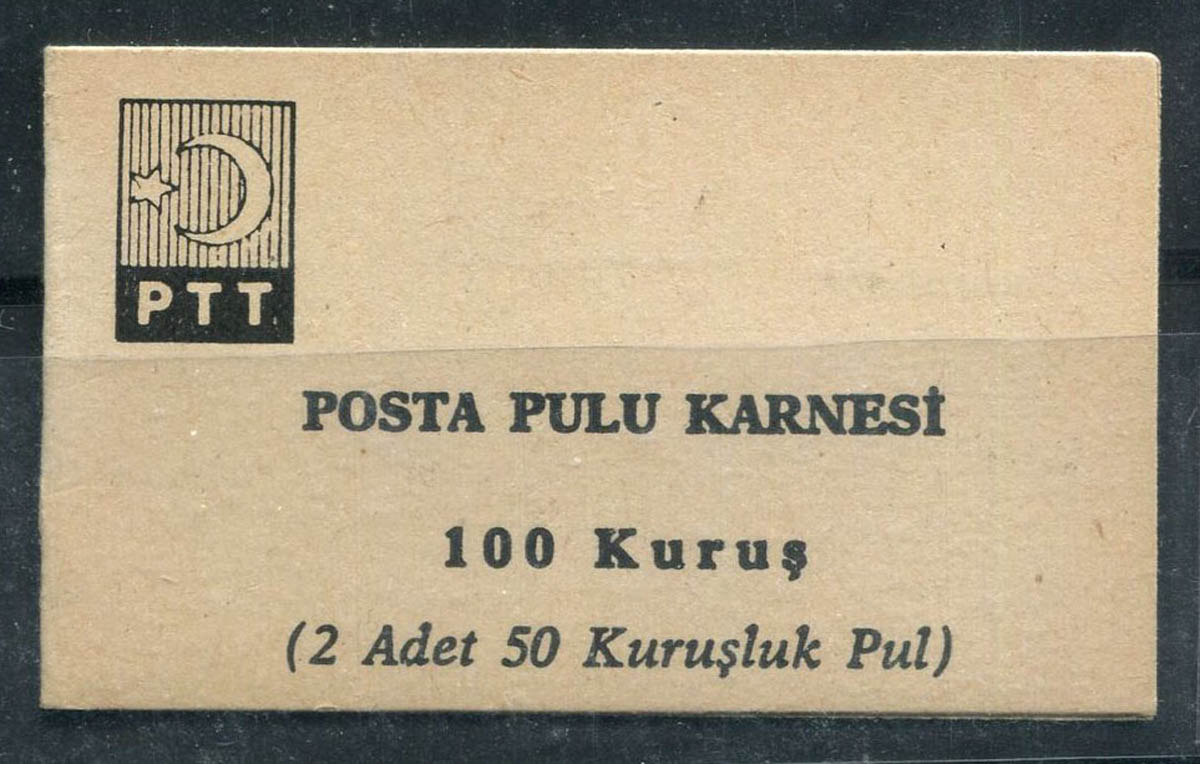 PTT
POSTA PULU KARNESİ
100 Kuruş
(2 Adet 50 Kuruşluk Pul)